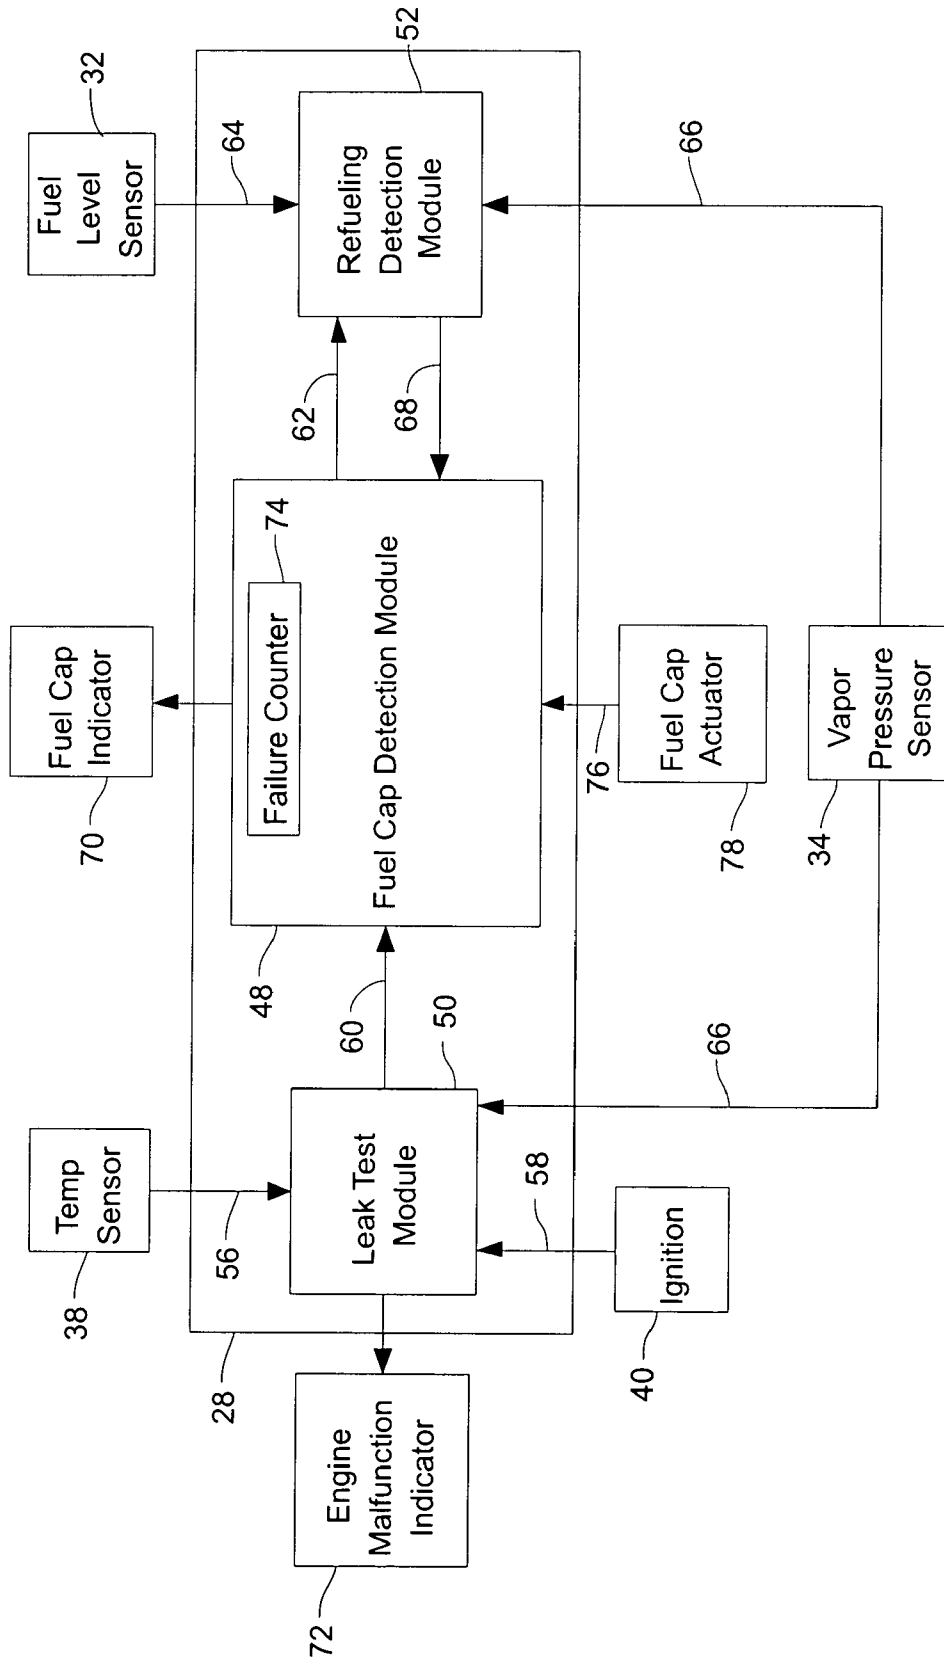 Temp
Sensor
38
56
Fuel Cap
Indicator
70
Fuel
Level
Sensor
32
64
28
Engine
Malfunction
Indicator
72
Leak Test
Module
50
60
48
Failure Counter
74
Fuel Cap Detection Module
62
68
Refueling
Detection
Module
52
58
Ignition
40
66
76
Fuel Cap
Actuator
78
Vapor
Pressure
Sensor
34
66